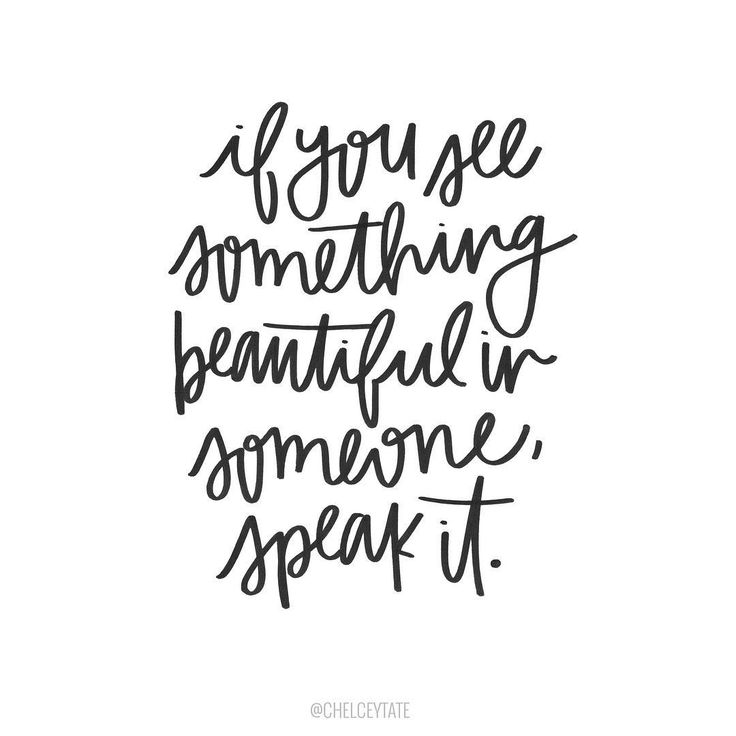 if you see
something
beautiful in
someone,
speak it.
@CHELCEYTATE